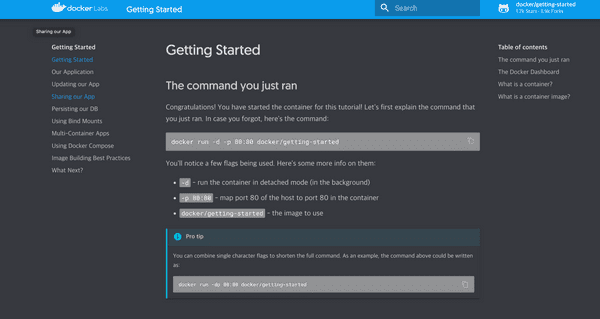 docker Labs
Getting Started
Search
docker/getting-started
Sharing our App
Getting Started
Getting Started
Our Application
Updating our App
Sharing our App
Persisting our DB
Using Bind Mounts
Multi-Container Apps
Using Docker Compose
Image Building Best Practices
What Next?
Getting Started
The command you just ran
Congratulations! You have started the container for this tutorial! Let's first explain the command that
you just ran. In case you forgot, here's the command:
docker run -d -p 80:80 docker/getting-started
You'll notice a few flags being used. Here's some more info on them:
-d - run the container in detached mode (in the background)
-p 80:80 - map port 80 of the host to port 80 in the container
docker/getting-started - the image to use
Pro tip
You can combine single character flags to shorten the full command. As an example, the command above could be written
as:
docker run -dp 80:80 docker/getting-started
Table of contents
The command you just ran
The Docker Dashboard
What is a container?
What is a container image?